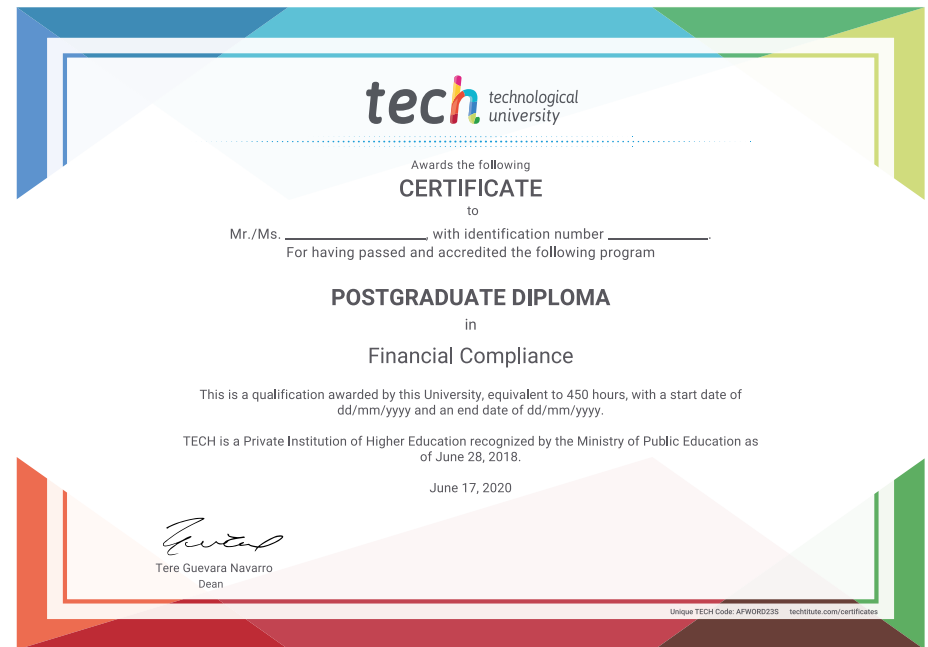 tech technological
university
Awards the following
CERTIFICATE
to
Mr./Ms. ____________________, with identification number ______________.
For having passed and accredited the following program
POSTGRADUATE DIPLOMA
in
Financial Compliance
This is a qualification awarded by this University, equivalent to 450 hours, with a start date of
dd/mm/yyyy and an end date of dd/mm/yyyy.
TECH is a Private Institution of Higher Education recognized by the Ministry of Public Education as
of June 28, 2018.
June 17, 2020
Tere Guevara Navarro
Dean
Unique TECH Code: AFWORD23S techtitute.com/certificates